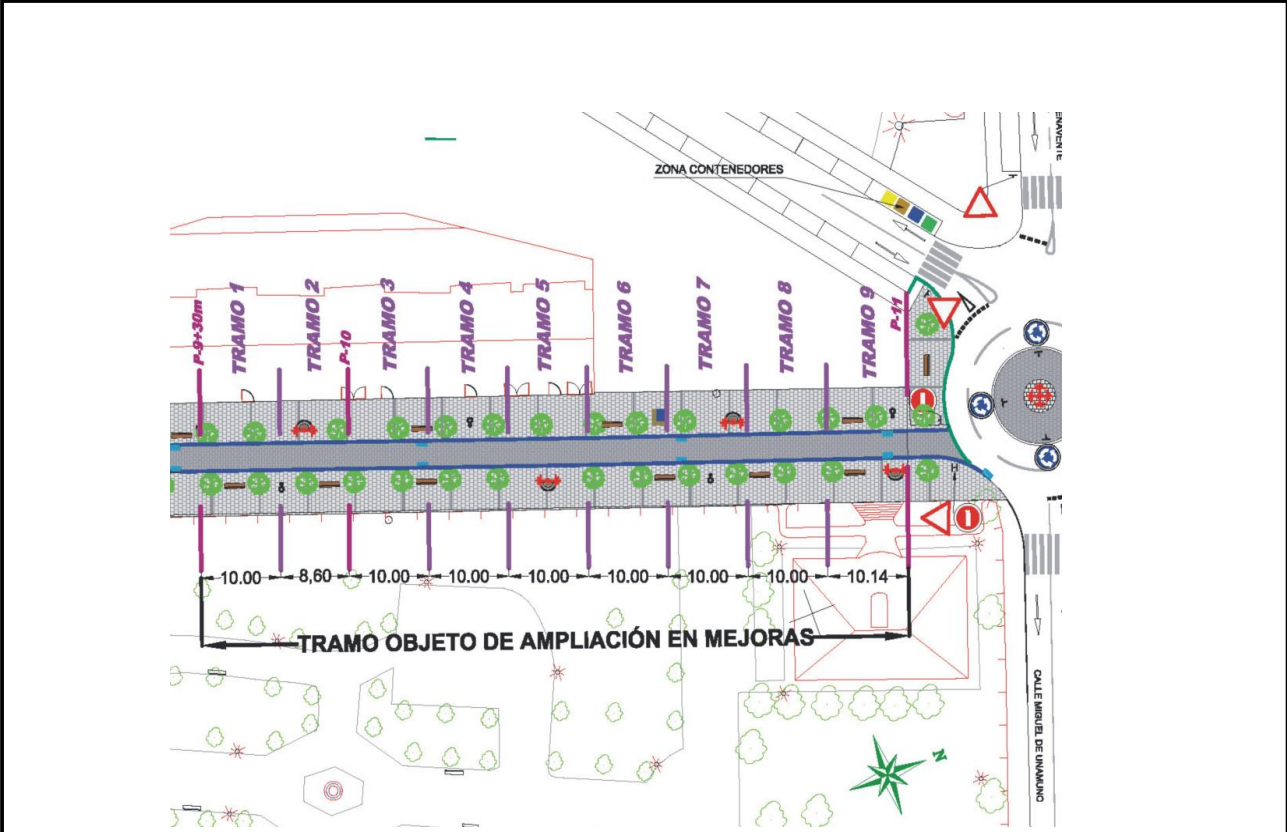 ENAVENTE
ZONA CONTENEDORES
P-9+30m
TRAMO 1
TRAMO 2
P-10
TRAMO 3
TRAMO 4
TRAMO 5
TRAMO 6
TRAMO 7
TRAMO 8
TRAMO 9
P-11
10.00
8,60
10.00
10.00
10.00
10.00
10.00
10.00
10.14
TRAMO OBJETO DE AMPLIACIÓN EN MEJORAS
CALLE MIGUEL DE UNAMUNO
N